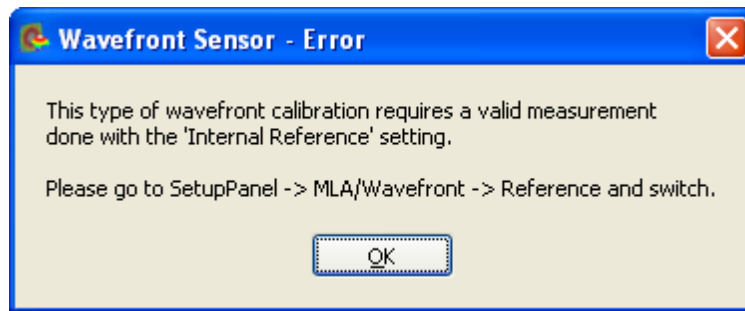 Wavefront Sensor - Error
This type of wavefront calibration requires a valid measurement
done with the 'Internal Reference' setting.
Please go to SetupPanel -> MLA/Wavefront -> Reference and switch.
OK